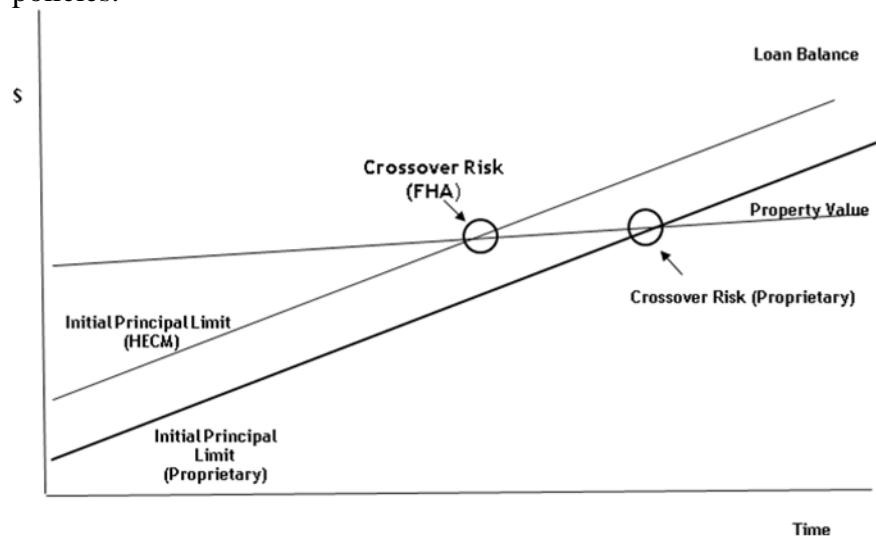 policies.
Loan Balance
$
Crossover Risk
(FHA)
Property Value
Crossover Risk (Proprietary)
Initial Principal Limit
(HECM)
Initial Principal
Limit
(Proprietary)
Time